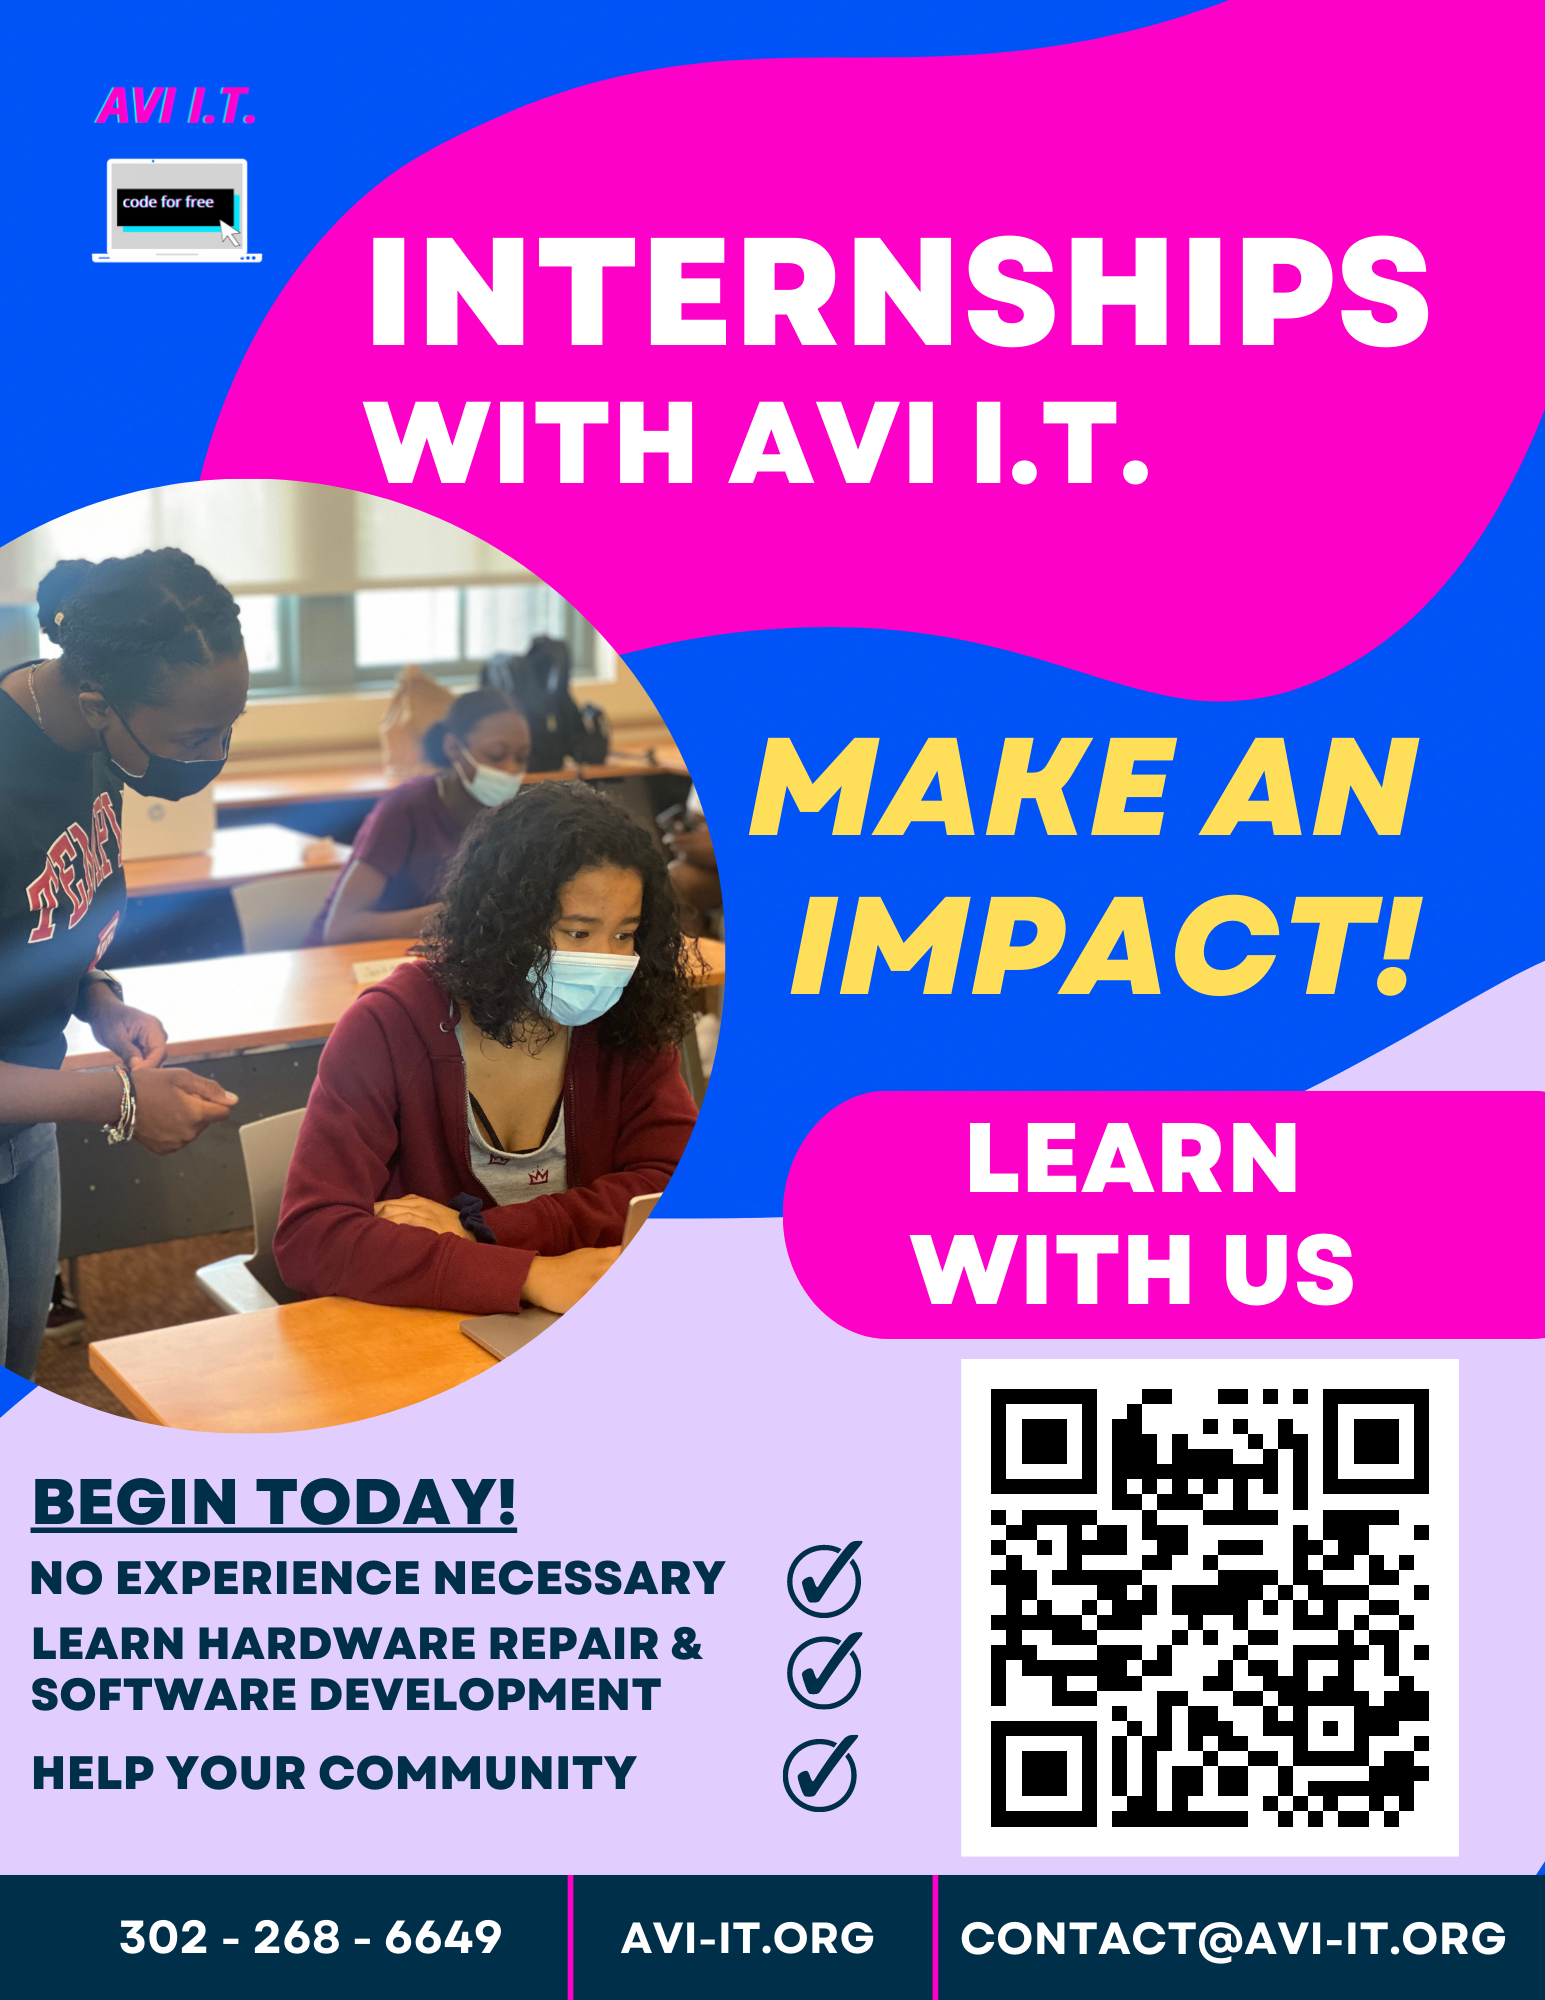 AVI I.T.
code for free
INTERNSHIPS
WITH AVI I.T.
MAKE AN
IMPACT!
LEARN
WITH US
BEGIN TODAY!
NO EXPERIENCE NECESSARY
LEARN HARDWARE REPAIR &
SOFTWARE DEVELOPMENT
HELP YOUR COMMUNITY
302 - 268 - 6649
AVI-IT.ORG
CONTACT@AVI-IT.ORG